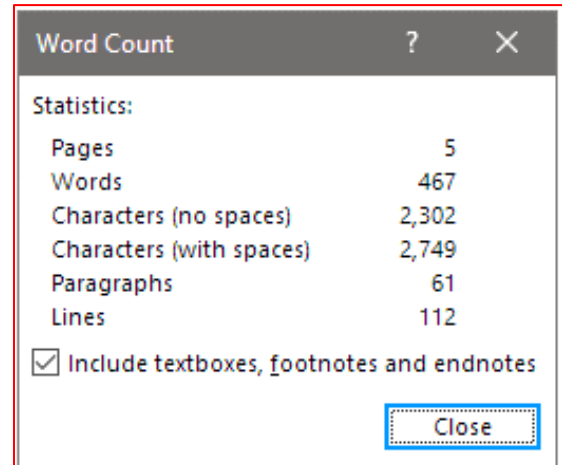 Word Count ? ×
Statistics:
Pages 5
Words 467
Characters (no spaces) 2,302
Characters (with spaces) 2,749
Paragraphs 61
Lines 112
Include textboxes, footnotes and endnotes
Close